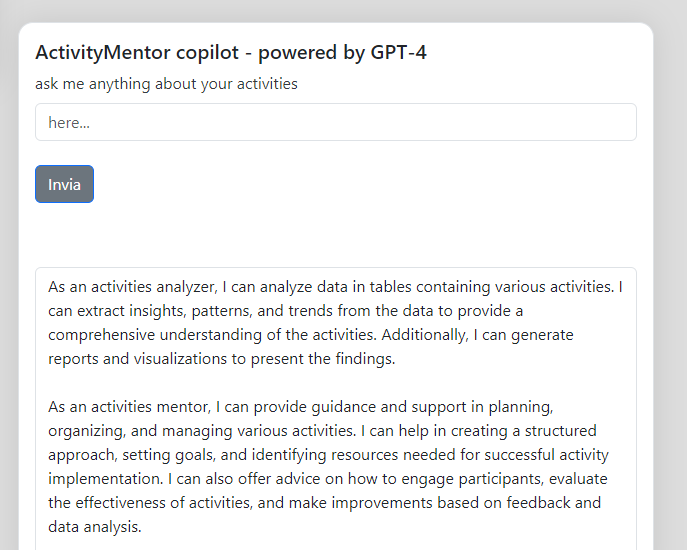 ActivityMentor copilot - powered by GPT-4
ask me anything about your activities
here...
Invia
As an activities analyzer, I can analyze data in tables containing various activities. I
can extract insights, patterns, and trends from the data to provide a
comprehensive understanding of the activities. Additionally, I can generate
reports and visualizations to present the findings.
As an activities mentor, I can provide guidance and support in planning,
organizing, and managing various activities. I can help in creating a structured
approach, setting goals, and identifying resources needed for successful activity
implementation. I can also offer advice on how to engage participants, evaluate
the effectiveness of activities, and make improvements based on feedback and
data analysis.